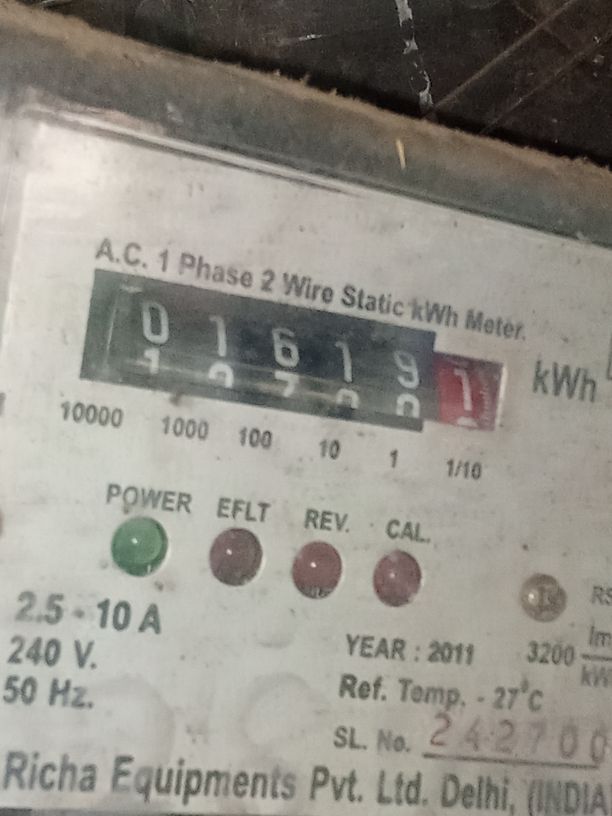 A.C. 1 Phase 2 Wire Static kWh Meter.
0 1 6 1 9 1 kWh
10000 1000 100 10 1 1/10
POWER EFLT REV. CAL.
2.5 - 10 A
240 V.
50 Hz.
YEAR : 2011 3200
Ref. Temp. - 27°C
SL. No. 242700
Richa Equipments Pvt. Ltd. Delhi, (INDIA